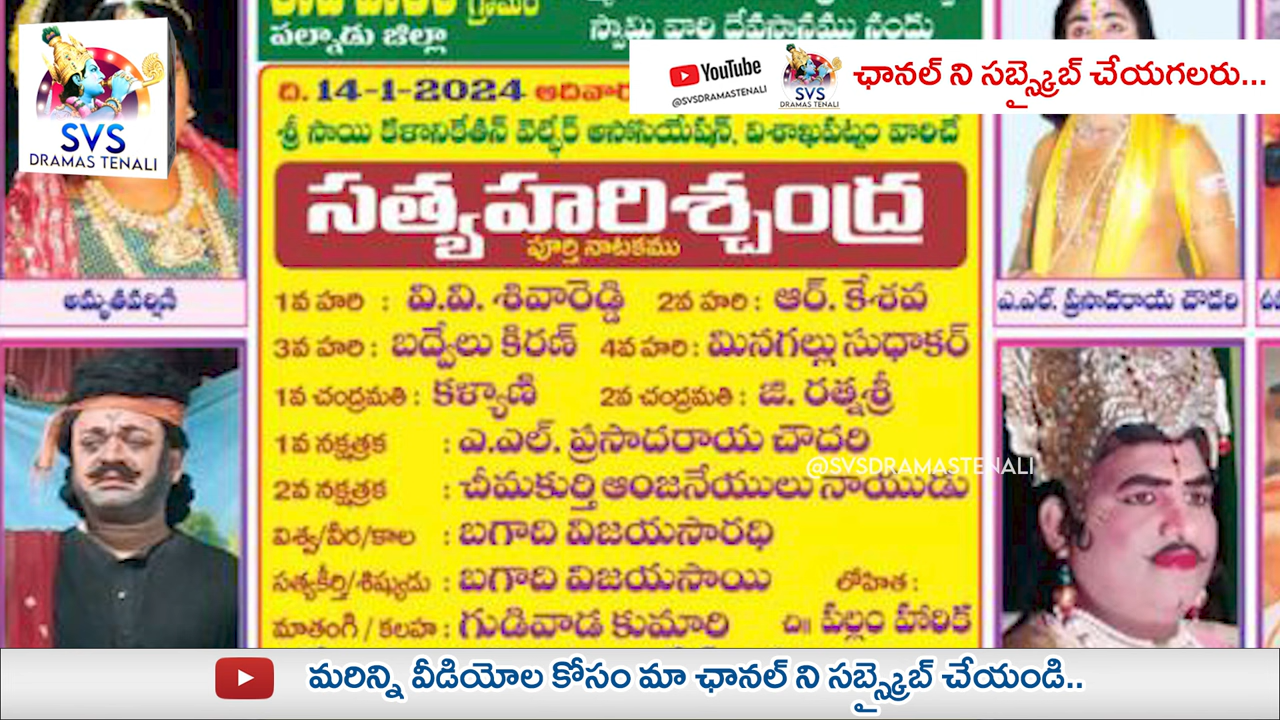 గ్రామం
పల్నాడు జిల్లా
స్వామి వారి దేవస్థానము నందు
SVS
DRAMAS TENALI
YouTube
@SVSDRAMASTENALI
SVS
DRAMAS TENALI
ఛానల్ ని సబ్స్క్రైబ్ చేయగలరు...
ది. 14-1-2024 ఆదివారం
శ్రీ సాయి కళానికేతన్ వెల్ఫేర్ అసోసియేషన్, విశాఖపట్నం వారిచే
సత్యహరిశ్చంద్ర
పూర్తి నాటకము
1వ హరి : వి.వి. శివారెడ్డి 2వ హరి : ఆర్. కేశవ
3వ హరి : బద్వేలు కిరణ్ 4వ హరి : మినగల్లు సుధాకర్
1వ చంద్రమతి : కళ్యాణి 2వ చంద్రమతి : జి. రత్నశ్రీ
1వ నక్షత్రక : ఎ.ఎల్. ప్రసాదరాయ చౌదరి
@SVSDRAMASTENALI
2వ నక్షత్రక : చీమకుర్తి ఆంజనేయులు నాయుడు
విశ్వ/వీర/కాల : బగాది విజయసారధి
సత్యకీర్తి/శిష్యుడు : బగాది విజయసాయి లోహిత :
మాతంగి / కలహ : గుడివాడ కుమారి చి॥ పల్లం హారిక
అమృతవర్షిని
ఎ.ఎల్. ప్రసాదరాయ చౌదరి
మరిన్ని వీడియోల కోసం మా ఛానల్ ని సబ్స్క్రైబ్ చేయండి..